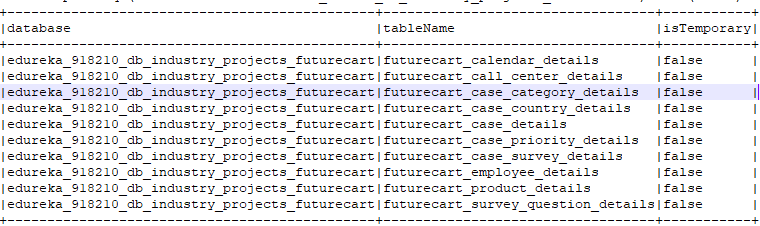 +--------------------------------------------+--------------------------------+-----------+
|database                                    |tableName                       |isTemporary|
+--------------------------------------------+--------------------------------+-----------+
|edureka_918210_db_industry_projects_futurecart|futurecart_calendar_details       |false      |
|edureka_918210_db_industry_projects_futurecart|futurecart_call_center_details    |false      |
|edureka_918210_db_industry_projects_futurecart|futurecart_case_category_details  |false      |
|edureka_918210_db_industry_projects_futurecart|futurecart_case_country_details   |false      |
|edureka_918210_db_industry_projects_futurecart|futurecart_case_details           |false      |
|edureka_918210_db_industry_projects_futurecart|futurecart_case_priority_details  |false      |
|edureka_918210_db_industry_projects_futurecart|futurecart_case_survey_details    |false      |
|edureka_918210_db_industry_projects_futurecart|futurecart_employee_details       |false      |
|edureka_918210_db_industry_projects_futurecart|futurecart_product_details        |false      |
|edureka_918210_db_industry_projects_futurecart|futurecart_survey_question_details|false      |
+--------------------------------------------+--------------------------------+-----------+